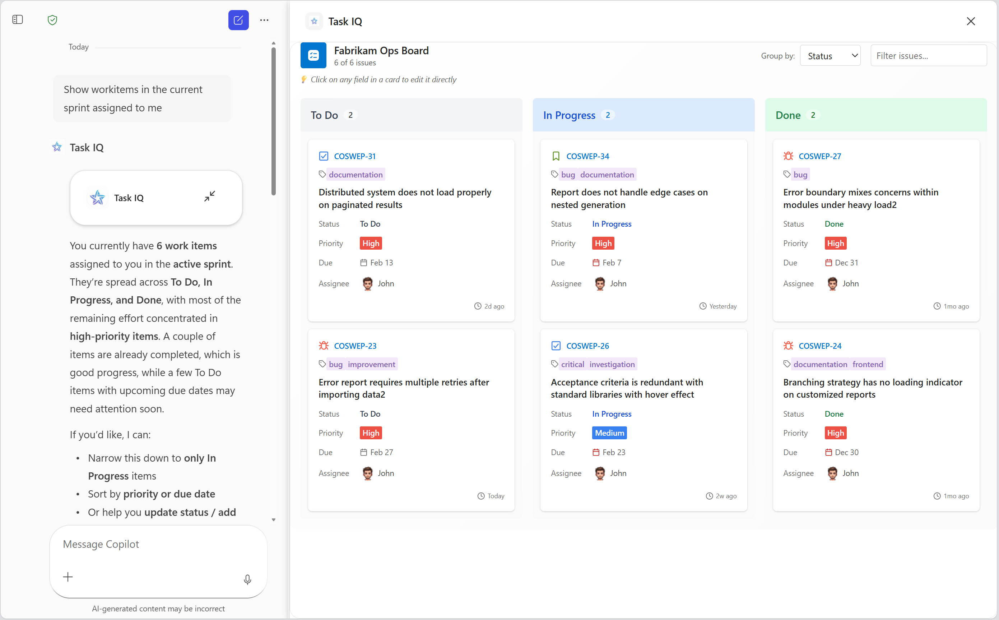 Today
Show workitems in the current
sprint assigned to me
Task IQ
Task IQ
You currently have 6 work items
assigned to you in the active sprint.
They’re spread across To Do, In
Progress, and Done, with most of the
remaining effort concentrated in
high-priority items. A couple of
items are already completed, which is
good progress, while a few To Do
items with upcoming due dates may
need attention soon.
If you’d like, I can:
• Narrow this down to only In
Progress items
• Sort by priority or due date
• Or help you update status / add
Message Copilot
AI-generated content may be incorrect
Task IQ
Fabrikam Ops Board
6 of 6 issues
Group by: Status
Filter issues...
Click on any field in a card to edit it directly
To Do 2
COSWEP-31
documentation
Distributed system does not load properly
on paginated results
Status To Do
Priority High
Due Feb 13
Assignee John
2d ago
COSWEP-23
bug improvement
Error report requires multiple retries after
importing data2
Status To Do
Priority High
Due Feb 27
Assignee John
Today
In Progress 2
COSWEP-34
bug documentation
Report does not handle edge cases on
nested generation
Status In Progress
Priority High
Due Feb 7
Assignee John
Yesterday
COSWEP-26
critical investigation
Acceptance criteria is redundant with
standard libraries with hover effect
Status In Progress
Priority Medium
Due Feb 23
Assignee John
2w ago
Done 2
COSWEP-27
bug
Error boundary mixes concerns within
modules under heavy load2
Status Done
Priority High
Due Dec 31
Assignee John
1mo ago
COSWEP-24
documentation frontend
Branching strategy has no loading indicator
on customized reports
Status Done
Priority High
Due Dec 30
Assignee John
1mo ago